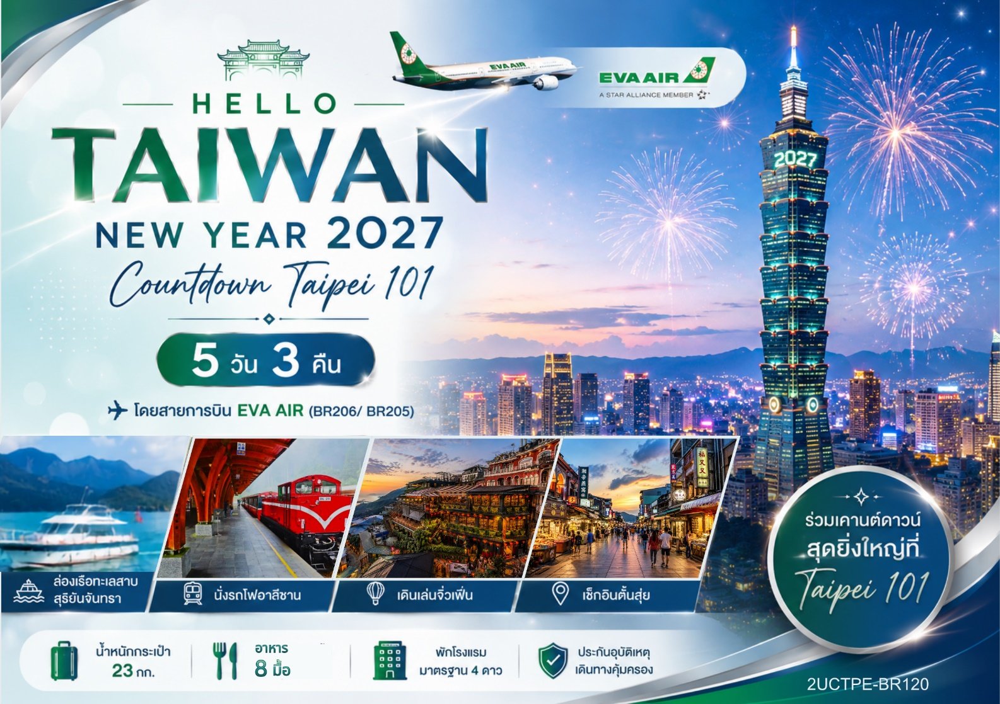 EVA AIR
EVA AIR
A STAR ALLIANCE MEMBER
HELLO
TAIWAN
NEW YEAR 2027
Countdown Taipei 101
5 วัน 3 คืน
โดยสายการบิน EVA AIR (BR206/ BR205)
2027
ร่วมเคานต์ดาวน์
สุดยิ่งใหญ่ที่
Taipei 101
ล่องเรือทะเลสาบ
สุริยันจันทรา
นั่งรถไฟอาลีซาน
เดินเล่นจิ่วเฟิ่น
เช็กอินตั้นสุ่ย
น้ำหนักกระเป๋า
23 กก.
อาหาร
8 มื้อ
พักโรงแรม
มาตรฐาน 4 ดาว
ประกันอุบัติเหตุ
เดินทางคุ้มครอง
2UCTPE-BR120